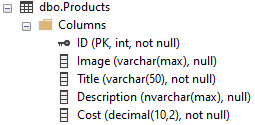 dbo.Products
Columns
ID (PK, int, not null)
Image (varchar(max), null)
Title (varchar(50), not null)
Description (nvarchar(max), null)
Cost (decimal(10,2), not null)